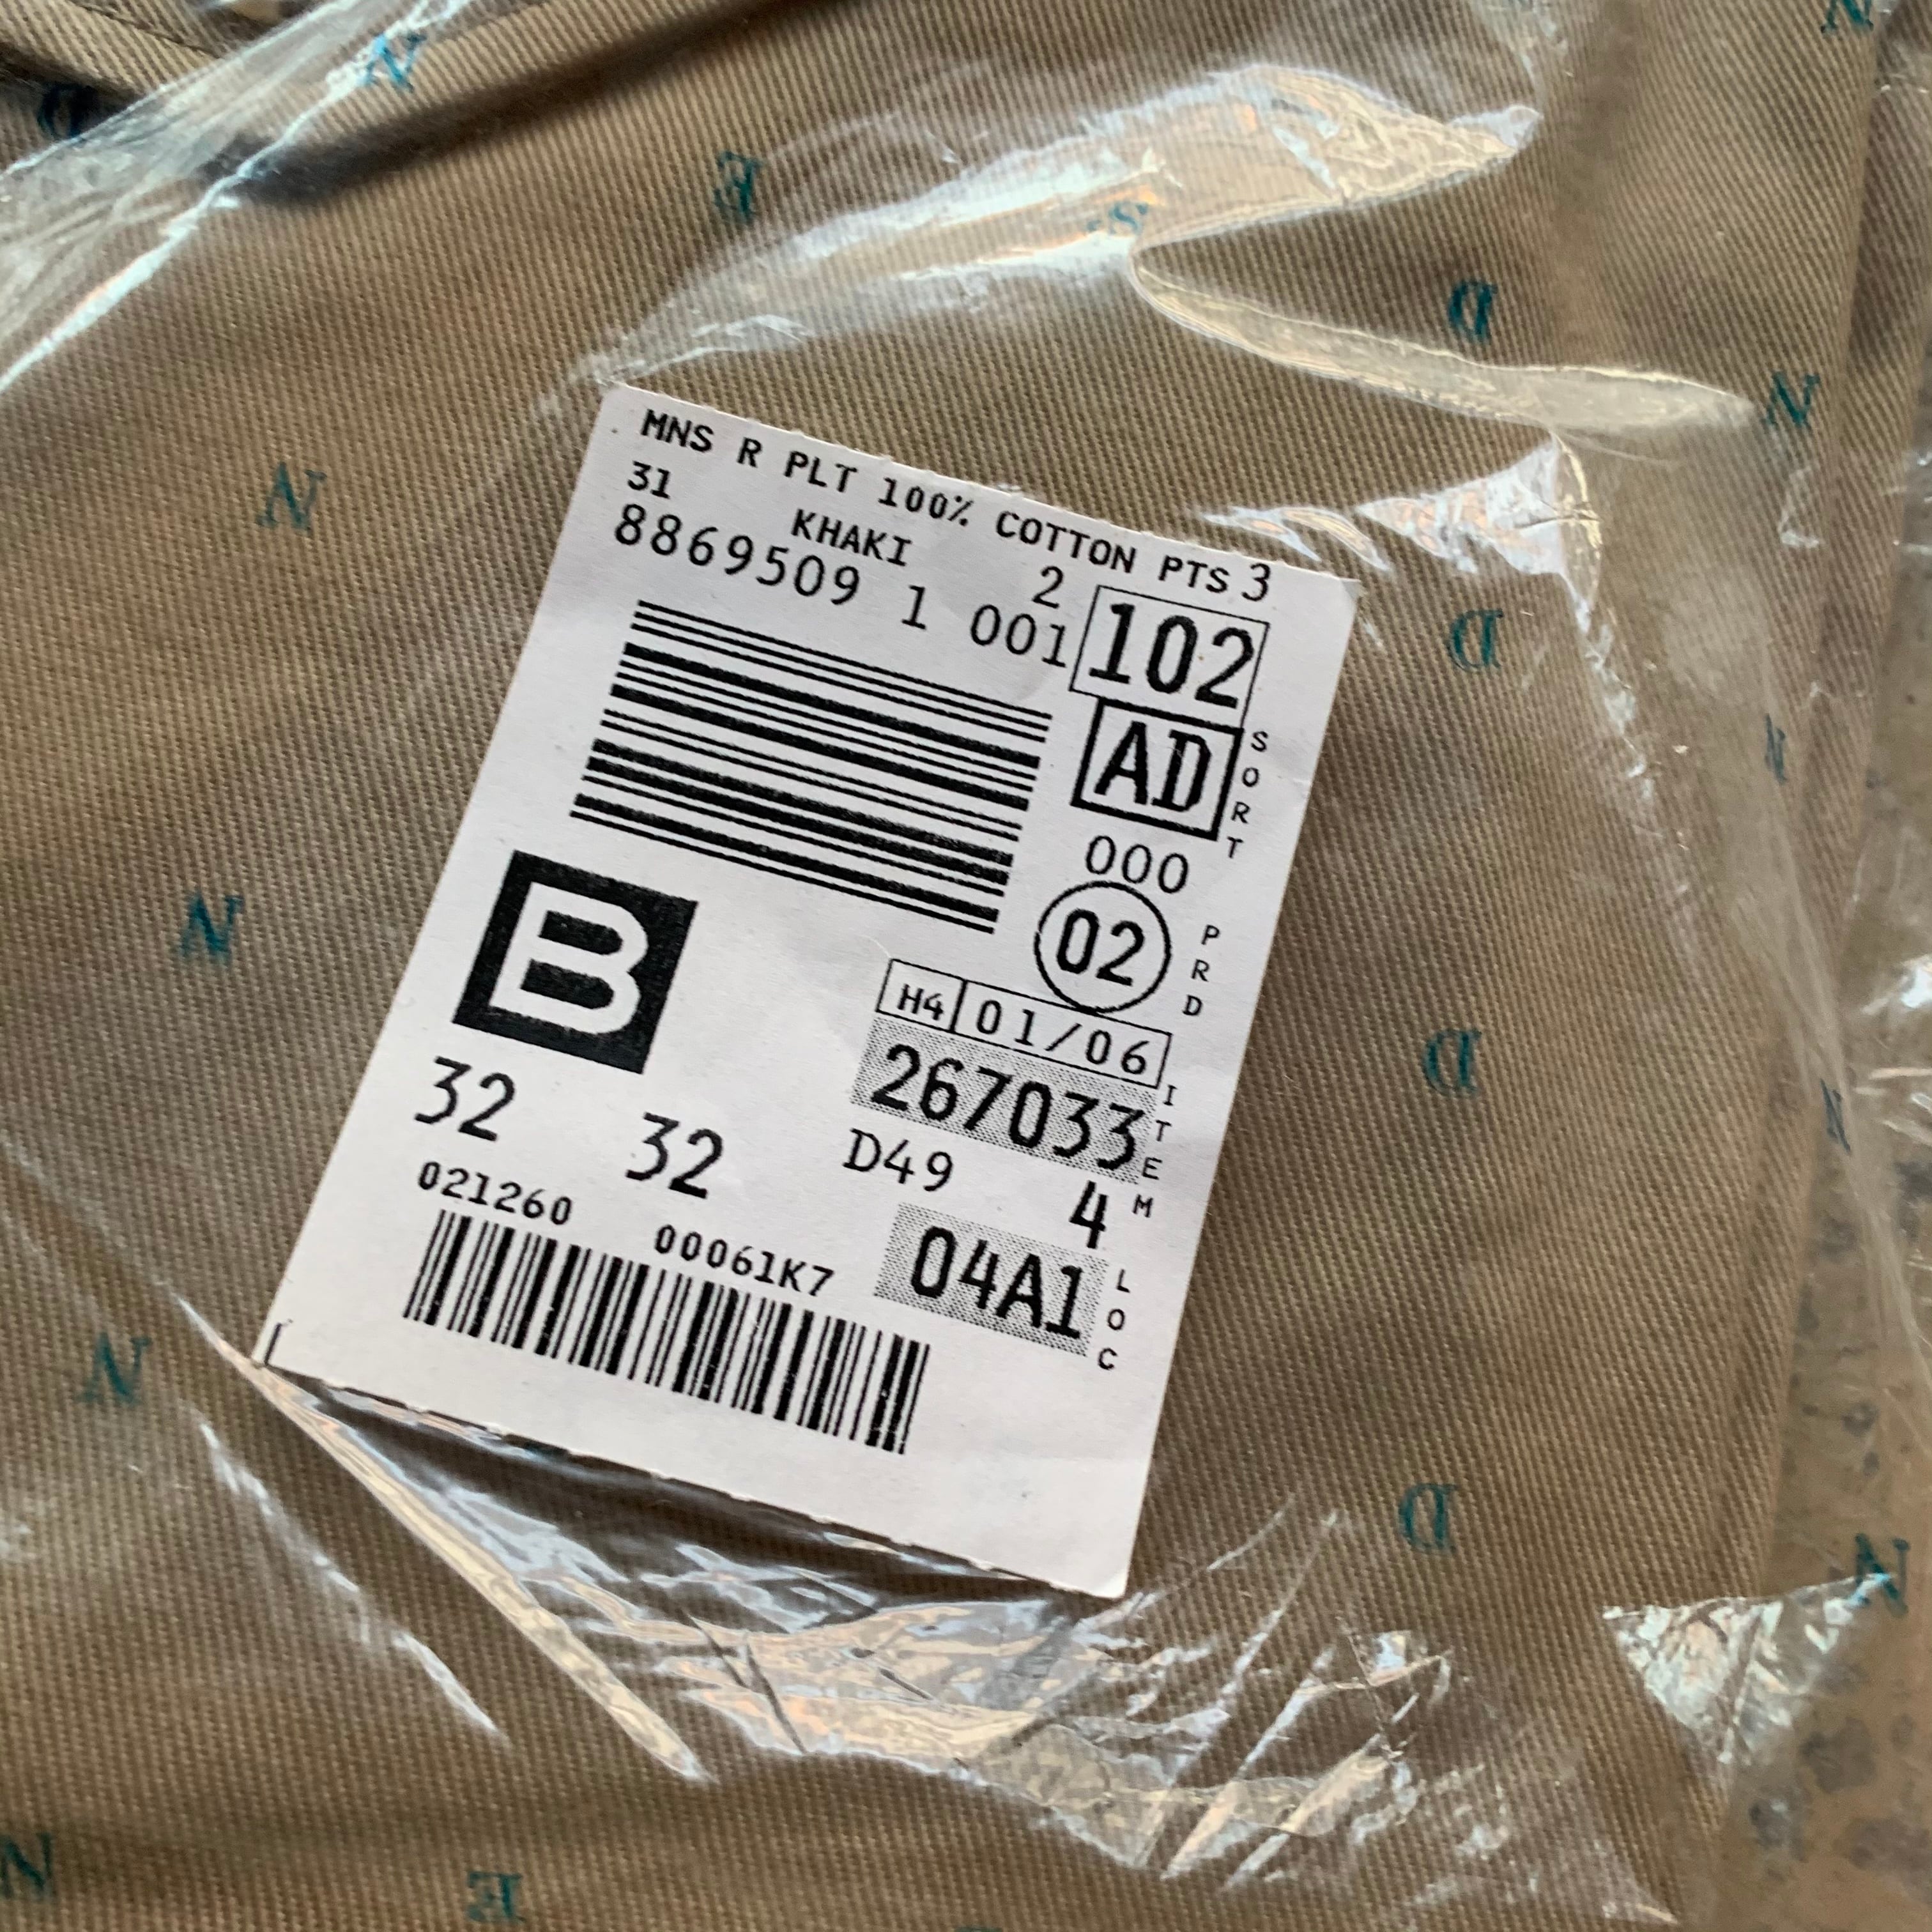 MNS R PLT 100% COTTON PTS 3
31 KHAKI 2
8869509 1 001
102
AD
SORT
000
02
PRD
B
H4 01/06
267033
ITEM
32 32 D49 4
021260 00061K7
04A1
LOC
N
D
E
S
D
N
N
N
D
N
D
N
D
N
N
E